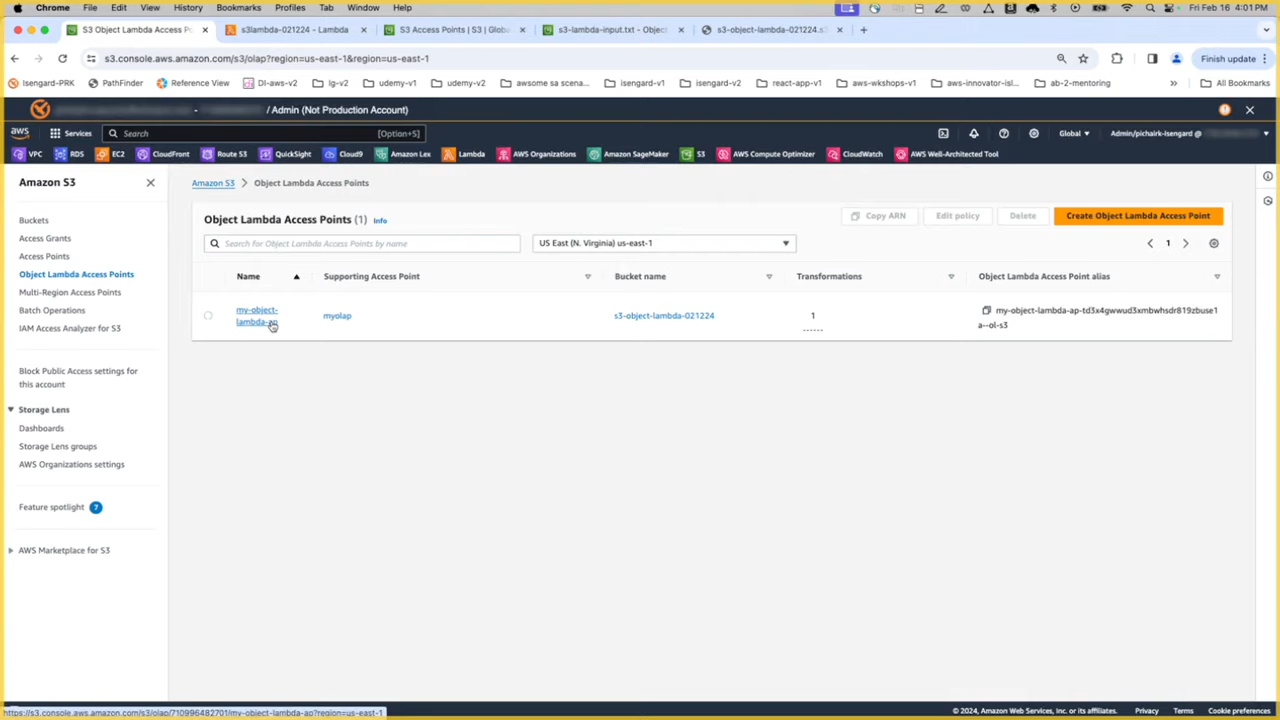 Chrome File Edit View History Bookmarks Profiles Tab Window Help Fri Feb 16 4:01 PM
S3 Object Lambda Access Po s3lambda-021224 - Lambda S3 Access Points | S3 | Globa s3-lambda-input.txt - Object s3-object-lambda-021224.s3
s3.console.aws.amazon.com/s3/olap?region=us-east-1&region=us-east-1 Finish update
Isengard-PRK PathFinder Reference View DI-aws-v2 lg-v2 udemy-v1 udemy-v2 awsome sa scena... isengard-v1 isengard-v2 react-app-v1 aws-wkshops-v1 aws-innovator-isl... ab-2-mentoring » All Bookmarks
/ Admin (Not Production Account)
aws Services Search [Option+S] Global Admin/pichairk-Isengard @
VPC RDS EC2 CloudFront Route 53 QuickSight Cloud9 Amazon Lex Lambda AWS Organizations Amazon SageMaker S3 AWS Compute Optimizer CloudWatch AWS Well-Architected Tool
Amazon S3
Buckets
Access Grants
Access Points
Object Lambda Access Points
Multi-Region Access Points
Batch Operations
IAM Access Analyzer for S3
Block Public Access settings for
this account
Storage Lens
Dashboards
Storage Lens groups
AWS Organizations settings
Feature spotlight 7
AWS Marketplace for S3
Amazon S3 > Object Lambda Access Points
Object Lambda Access Points (1) Info Copy ARN Edit policy Delete Create Object Lambda Access Point
Search for Object Lambda Access Points by name US East (N. Virginia) us-east-1 1
Name Supporting Access Point Bucket name Transformations Object Lambda Access Point alias
my-object-
lambda-ap myolap s3-object-lambda-021224 1 my-object-lambda-ap-td3x4gwwud3xmbwhsdr819zbuse1
a--ol-s3
https://s3.console.aws.amazon.com/s3/olap/710996482701/my-object-lambda-ap?region=us-east-1
© 2024, Amazon Web Services, Inc. or its affiliates. Privacy Terms Cookie preferences